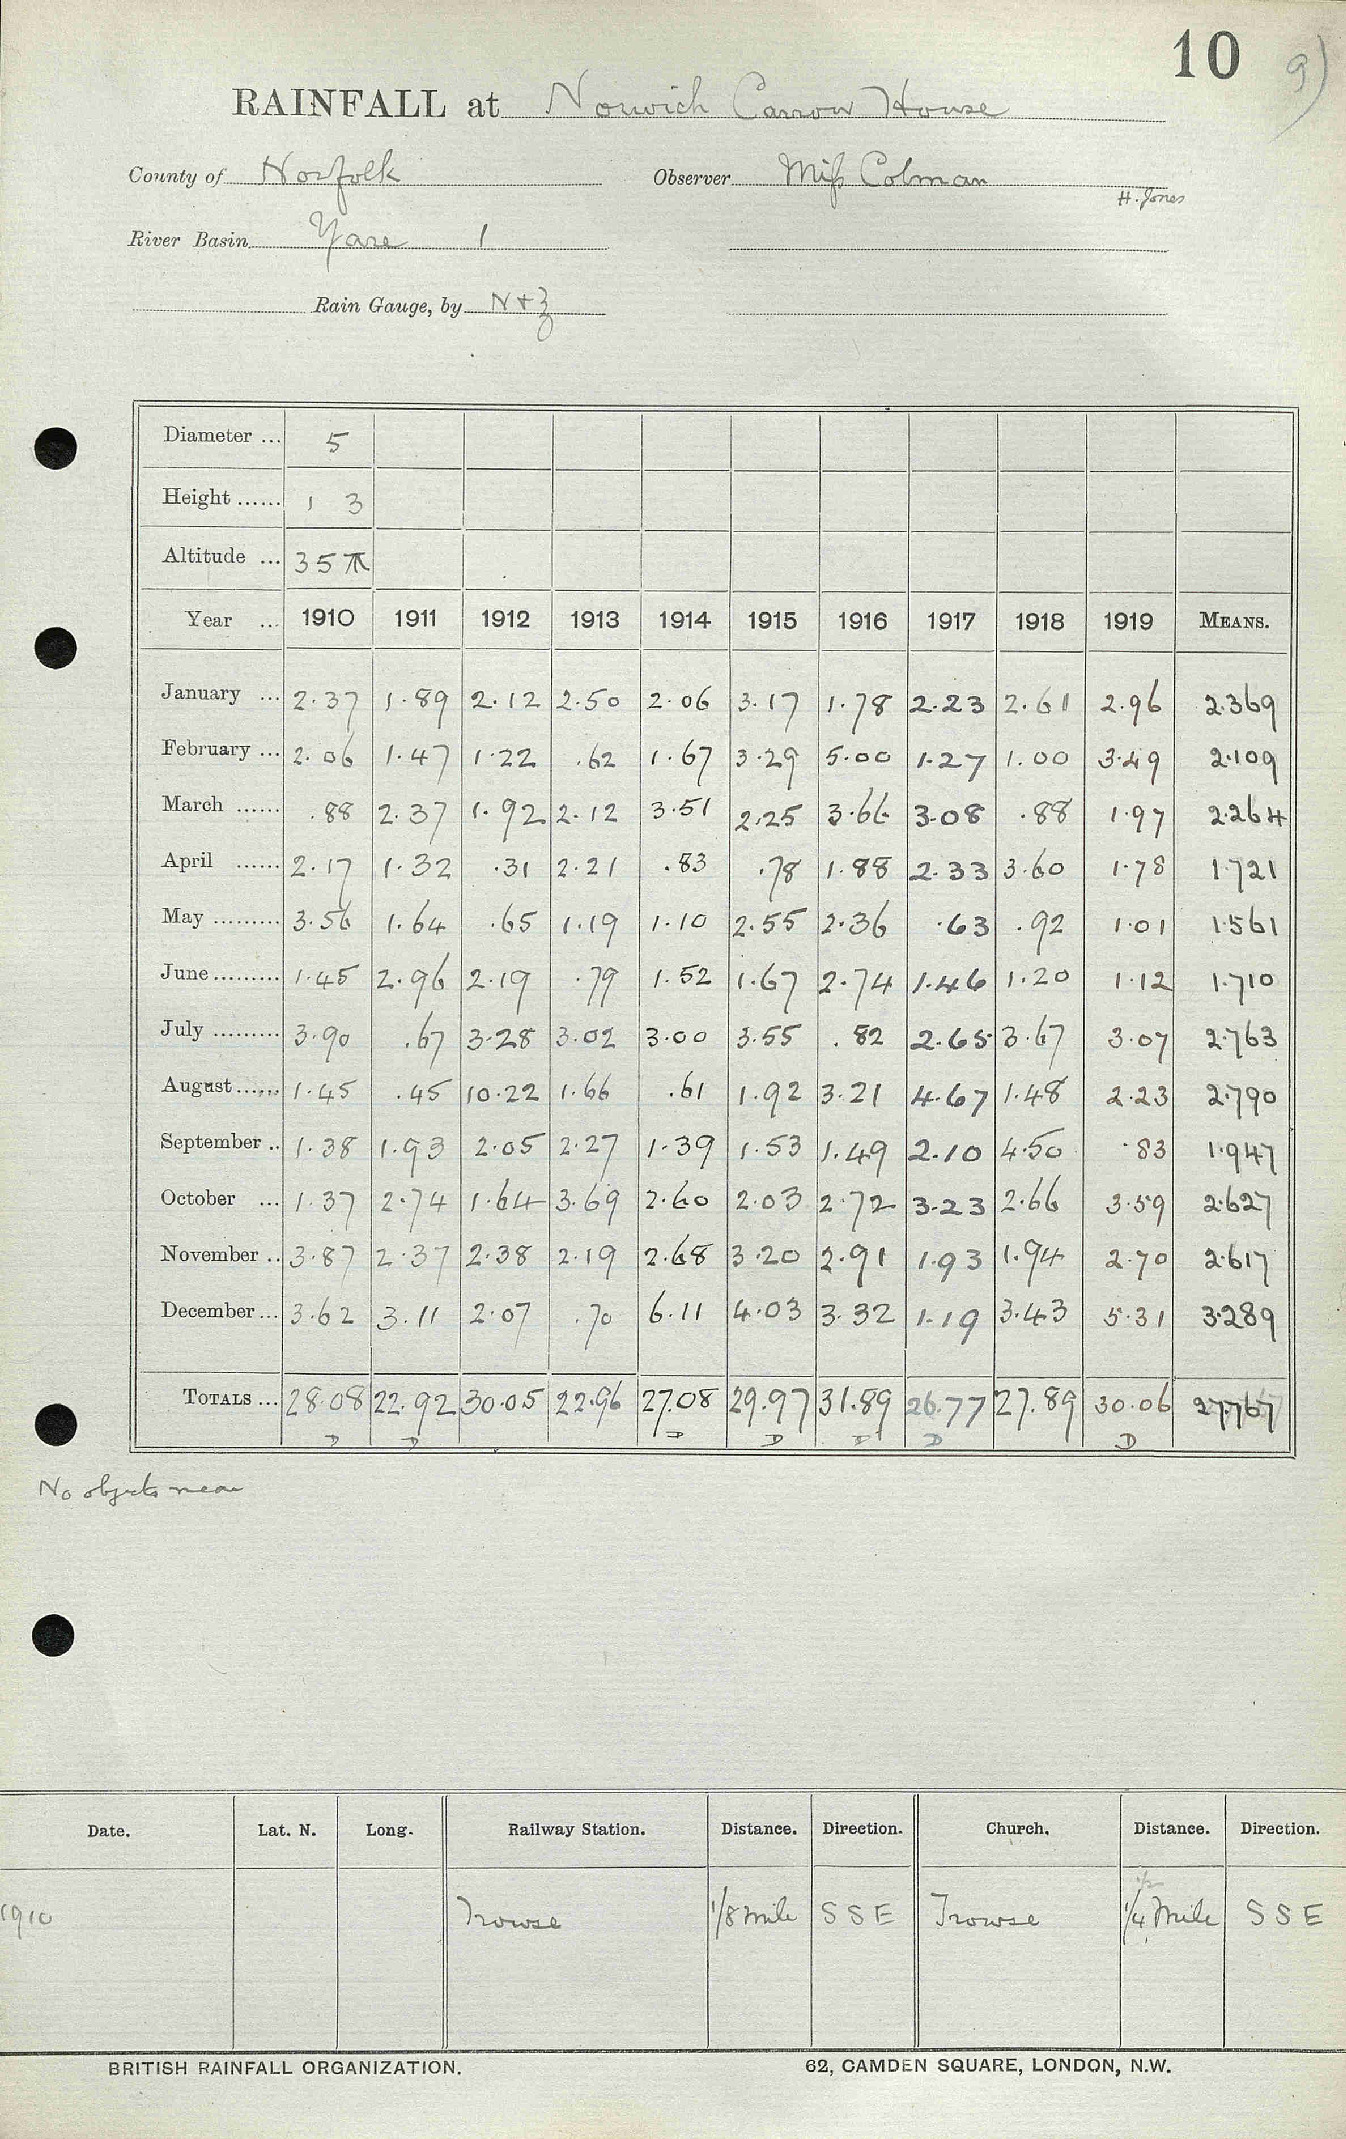 10 9)
RAINFALL at Norwich Carrow House
County of Norfolk Observer Miss Colman
H. Jones
River Basin Yare 1
Rain Gauge, by N + Z
Diameter ... 5
Height ...... 1 3
Altitude ... 35
Year ... 1910 1911 1912 1913 1914 1915 1916 1917 1918 1919 MEANS.
January ... 2.37 1.89 2.12 2.50 2.06 3.17 1.78 2.23 2.61 2.96 2.369
February ... 2.06 1.47 1.22 .62 1.67 3.29 5.00 1.27 1.00 3.49 2.109
March ...... .88 2.37 1.92 2.12 3.51 2.25 3.66 3.08 .88 1.97 2.264
April ...... 2.17 1.32 .31 2.21 .83 .78 1.88 2.33 3.60 1.78 1.721
May ......... 3.56 1.64 .65 1.19 1.10 2.55 2.36 .63 .92 1.01 1.561
June ......... 1.45 2.96 2.19 .79 1.52 1.67 2.74 1.46 1.20 1.12 1.710
July ......... 3.90 .67 3.28 3.02 3.00 3.55 .82 2.65 3.67 3.07 2.763
August ...... 1.45 .45 10.22 1.66 .61 1.92 3.21 4.67 1.48 2.23 2.790
September .. 1.38 1.93 2.05 2.27 1.39 1.53 1.49 2.10 4.50 .83 1.947
October ... 1.37 2.74 1.64 3.69 2.60 2.03 2.72 3.23 2.66 3.59 2.627
November .. 3.87 2.37 2.38 2.19 2.68 3.20 2.91 1.93 1.94 2.70 2.617
December ... 3.62 3.11 2.07 .70 6.11 4.03 3.32 1.19 3.43 5.31 3.289
TOTALS ... 28.08 22.92 30.05 22.96 27.08 29.97 31.89 26.77 27.89 30.06 27.767
D D D D D D D
No objects near
Date. Lat. N. Long. Railway Station. Distance. Direction. Church. Distance. Direction.
1910 Trowse 1/8 mile S S E Trowse 1/4 Mile S S E
BRITISH RAINFALL ORGANIZATION. 62, CAMDEN SQUARE, LONDON, N.W.